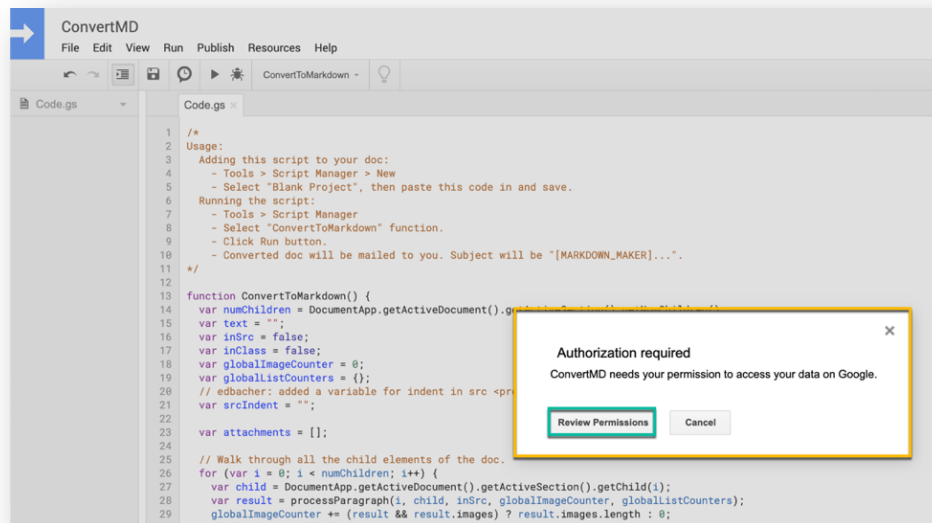 ConvertMD
File Edit View Run Publish Resources Help
ConvertToMarkdown
Code.gs
Code.gs ×
1 /*
2 Usage:
3 Adding this script to your doc:
4 - Tools > Script Manager > New
5 - Select "Blank Project", then paste this code in and save.
6 Running the script:
7 - Tools > Script Manager
8 - Select "ConvertToMarkdown" function.
9 - Click Run button.
10 - Converted doc will be mailed to you. Subject will be "[MARKDOWN_MAKER]...".
11 */
12
13 function ConvertToMarkdown() {
14 var numChildren = DocumentApp.getActiveDocument().
15 var text = "";
16 var inSrc = false;
17 var inClass = false;
18 var globalImageCounter = 0;
19 var globalListCounters = {};
20 // edbacher: added a variable for indent in src <pr
21 var srcIndent = "";
22
23 var attachments = [];
24
25 // Walk through all the child elements of the doc.
26 for (var i = 0; i < numChildren; i++) {
27 var child = DocumentApp.getActiveDocument().getActiveSection().getChild(i);
28 var result = processParagraph(i, child, inSrc, globalImageCounter, globalListCounters);
29 globalImageCounter += (result && result.images) ? result.images.length : 0;
×
Authorization required
ConvertMD needs your permission to access your data on Google.
Review Permissions Cancel